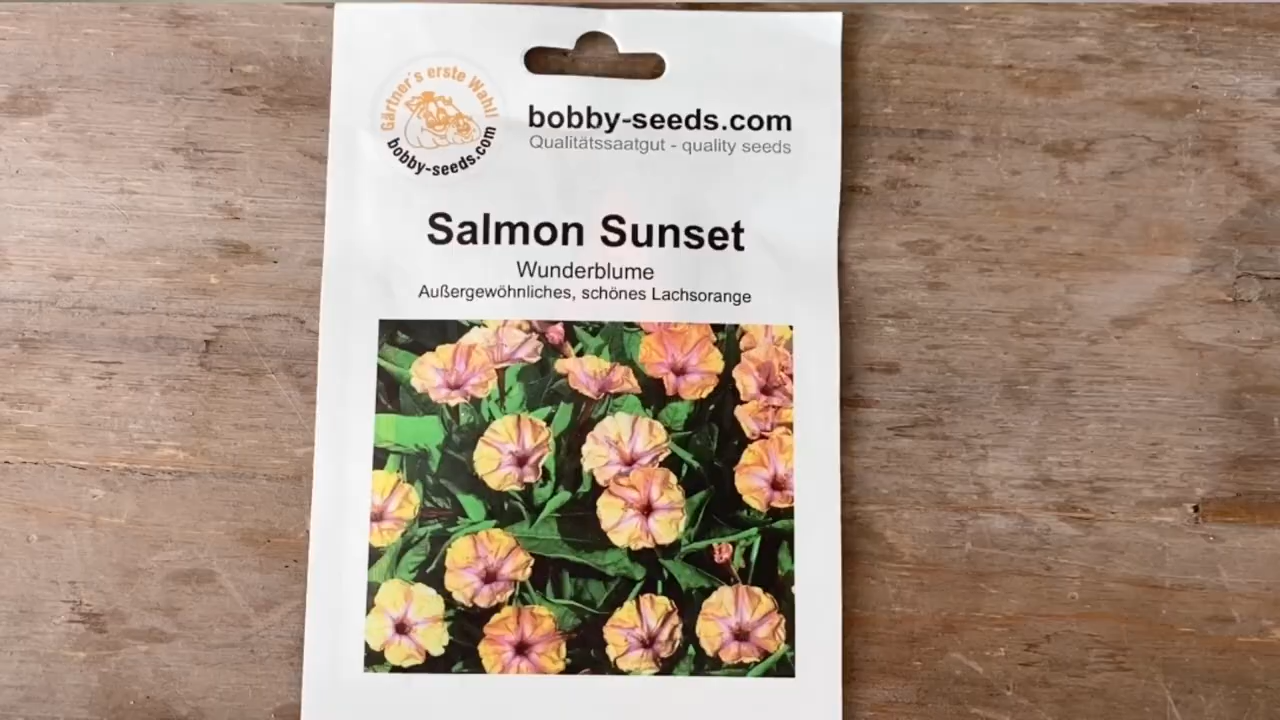 Gärtner's erste Wahl!
bobby-seeds.com
bobby-seeds.com
Qualitätssaatgut - quality seeds
Salmon Sunset
Wunderblume
Außergewöhnliches, schönes Lachsorange